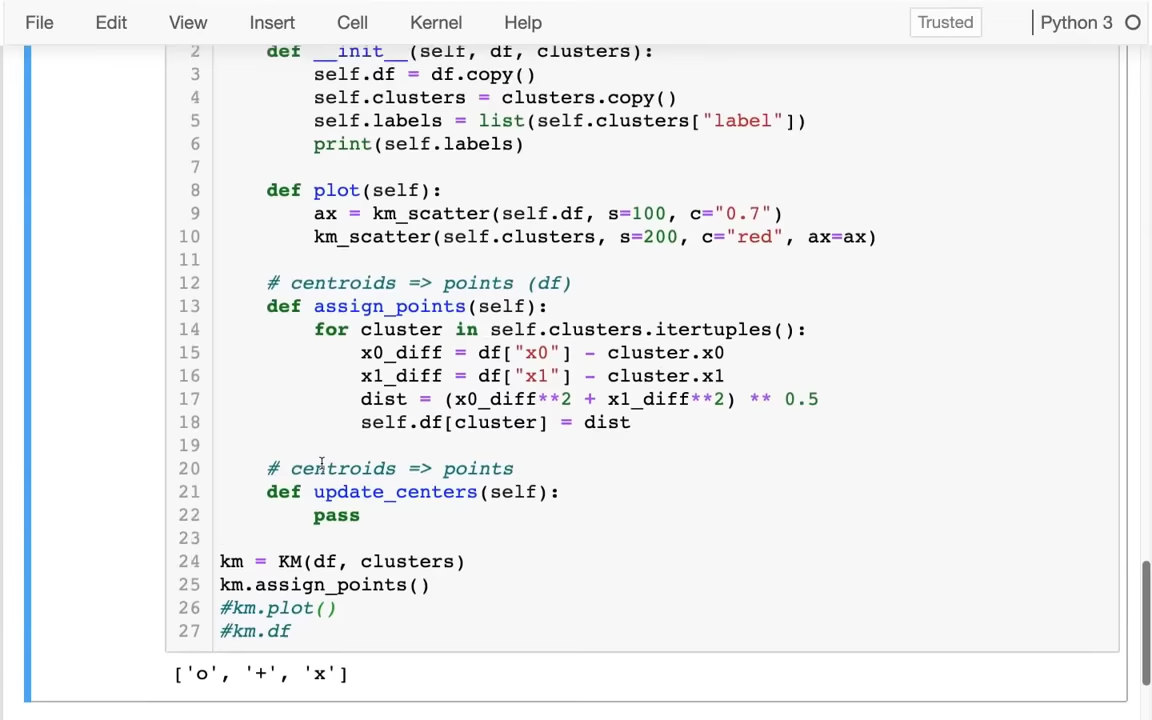 File Edit View Insert Cell Kernel Help Trusted Python 3
2     def __init__(self, df, clusters):
3         self.df = df.copy()
4         self.clusters = clusters.copy()
5         self.labels = list(self.clusters["label"])
6         print(self.labels)
7
8     def plot(self):
9         ax = km_scatter(self.df, s=100, c="0.7")
10         km_scatter(self.clusters, s=200, c="red", ax=ax)
11
12     # centroids => points (df)
13     def assign_points(self):
14         for cluster in self.clusters.itertuples():
15             x0_diff = df["x0"] - cluster.x0
16             x1_diff = df["x1"] - cluster.x1
17             dist = (x0_diff**2 + x1_diff**2) ** 0.5
18             self.df[cluster] = dist
19
20     # centroids => points
21     def update_centers(self):
22         pass
23
24 km = KM(df, clusters)
25 km.assign_points()
26 #km.plot()
27 #km.df
['o', '+', 'x']